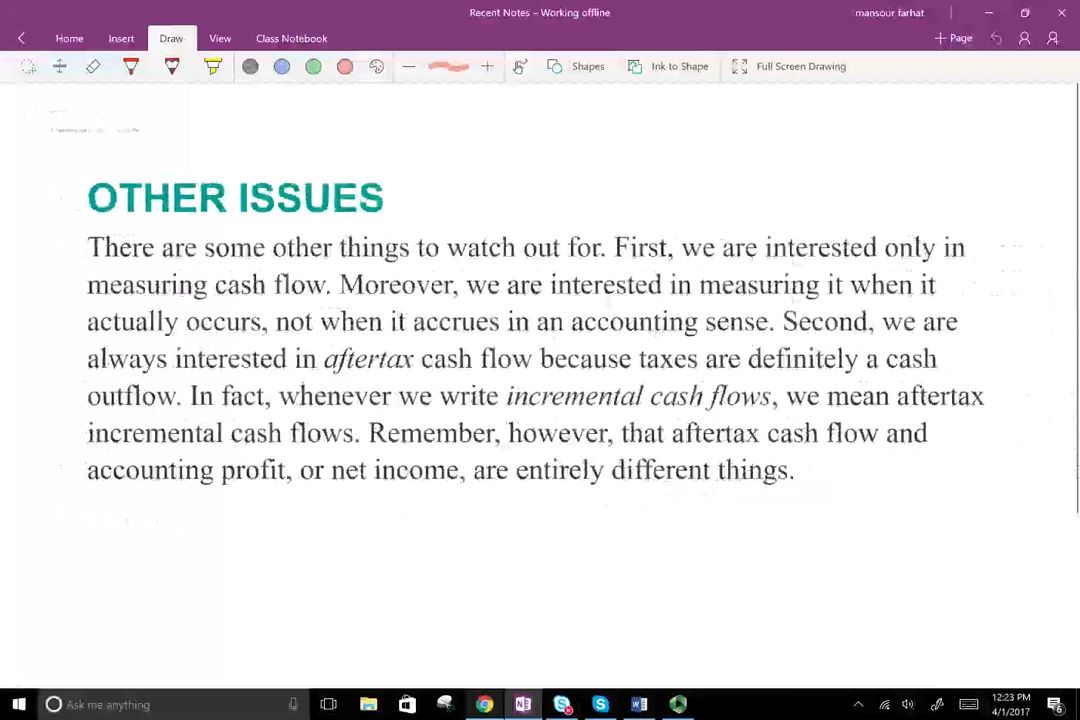 Recent Notes – Working offline
mansour farhat
Home
Insert
Draw
View
Class Notebook
Page
Shapes
Ink to Shape
Full Screen Drawing
OTHER ISSUES
There are some other things to watch out for. First, we are interested only in
measuring cash flow. Moreover, we are interested in measuring it when it
actually occurs, not when it accrues in an accounting sense. Second, we are
always interested in aftertax cash flow because taxes are definitely a cash
outflow. In fact, whenever we write incremental cash flows, we mean aftertax
incremental cash flows. Remember, however, that aftertax cash flow and
accounting profit, or net income, are entirely different things.
Ask me anything
12:23 PM
4/1/2017
6